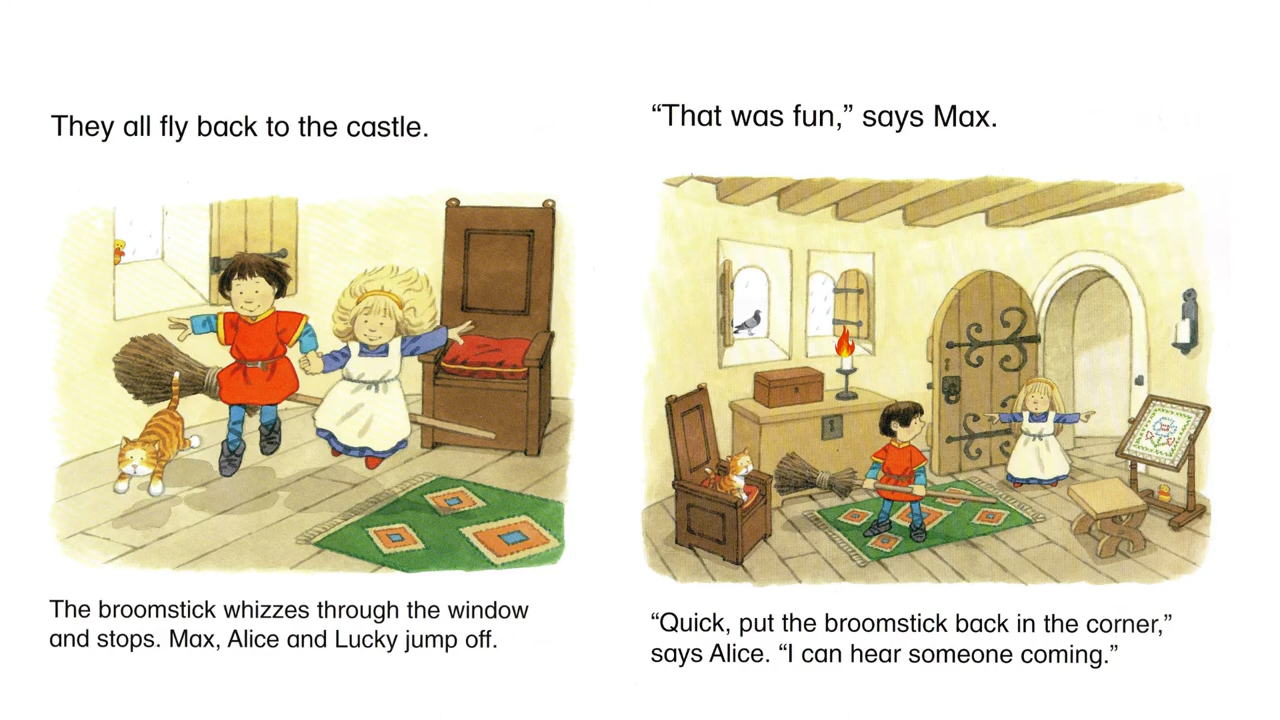 They all fly back to the castle.
The broomstick whizzes through the window
and stops. Max, Alice and Lucky jump off.
“That was fun,” says Max.
“Quick, put the broomstick back in the corner,”
says Alice. “I can hear someone coming.”